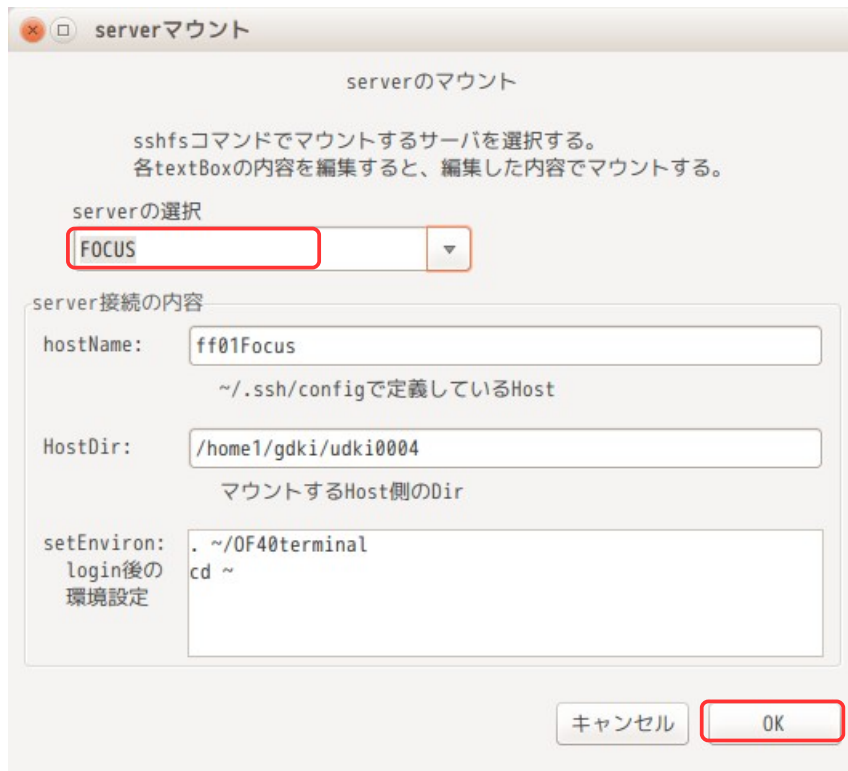 serverマウント
serverのマウント
sshfsコマンドでマウントするサーバを選択する。
各textBoxの内容を編集すると、編集した内容でマウントする。
serverの選択
FOCUS
server接続の内容
hostName:
ff01Focus
~/.ssh/configで定義しているHost
HostDir:
/home1/gdki/udki0004
マウントするHost側のDir
setEnviron:
login後の
環境設定
. ~/OF40terminal
cd ~
キャンセル
OK